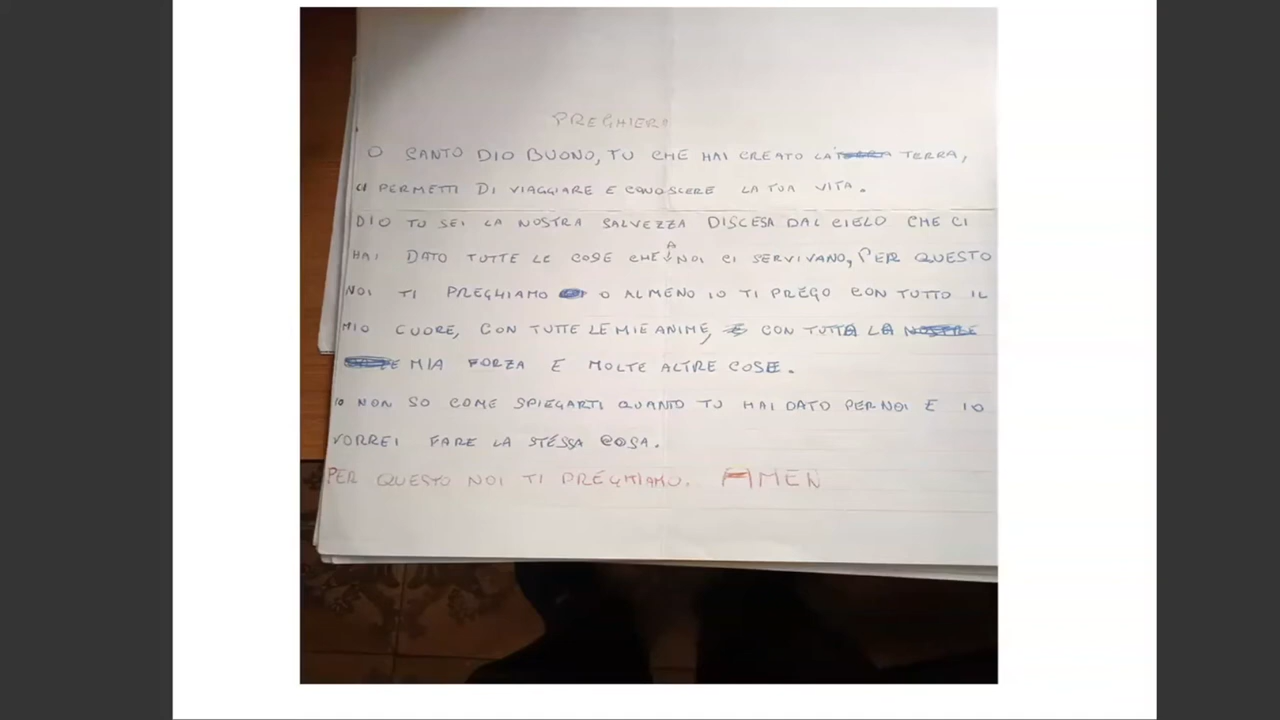 PREGHIERA
O SANTO DIO BUONO, TU CHE HAI CREATO LA TERRA,
CI PERMETTI DI VIAGGIARE E CONOSCERE LA TUA VITA.
DIO TU SEI LA NOSTRA SALVEZZA DISCESA DAL CIELO CHE CI
HAI DATO TUTTE LE COSE CHE A NOI CI SERVIVANO, PER QUESTO
NOI TI PREGHIAMO O ALMENO IO TI PREGO CON TUTTO IL
MIO CUORE, CON TUTTE LE MIE ANIME, CON TUTTA LA
MIA FORZA E MOLTE ALTRE COSE.
IO NON SO COME SPIEGARTI QUANTO TU HAI DATO PER NOI E IO
VORREI FARE LA STESSA COSA.
PER QUESTO NOI TI PREGHIAMO. AMEN